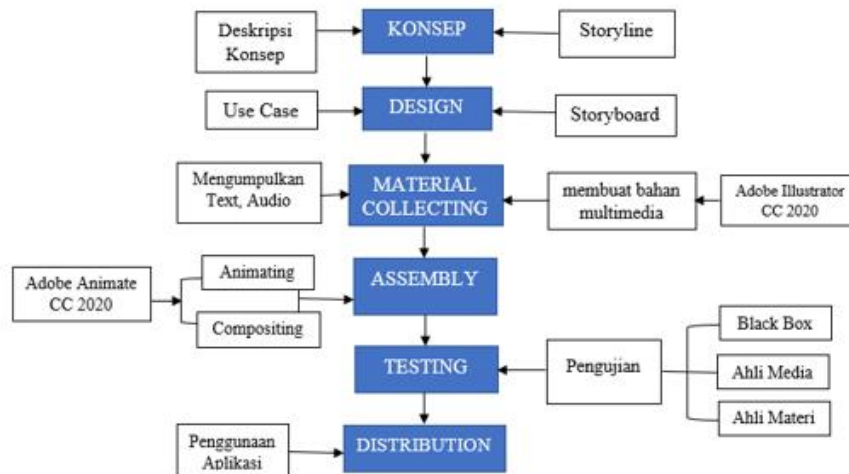 Deskripsi
Konsep
KONSEP
Storyline
Use Case
DESIGN
Storyboard
Mengumpulkan
Text, Audio
MATERIAL
COLLECTING
membuat bahan
multimedia
Adobe Illustrator
CC 2020
Adobe Animate
CC 2020
Animating
Compositing
ASSEMBLY
TESTING
Pengujian
Black Box
Ahli Media
Ahli Materi
Penggunaan
Aplikasi
DISTRIBUTION